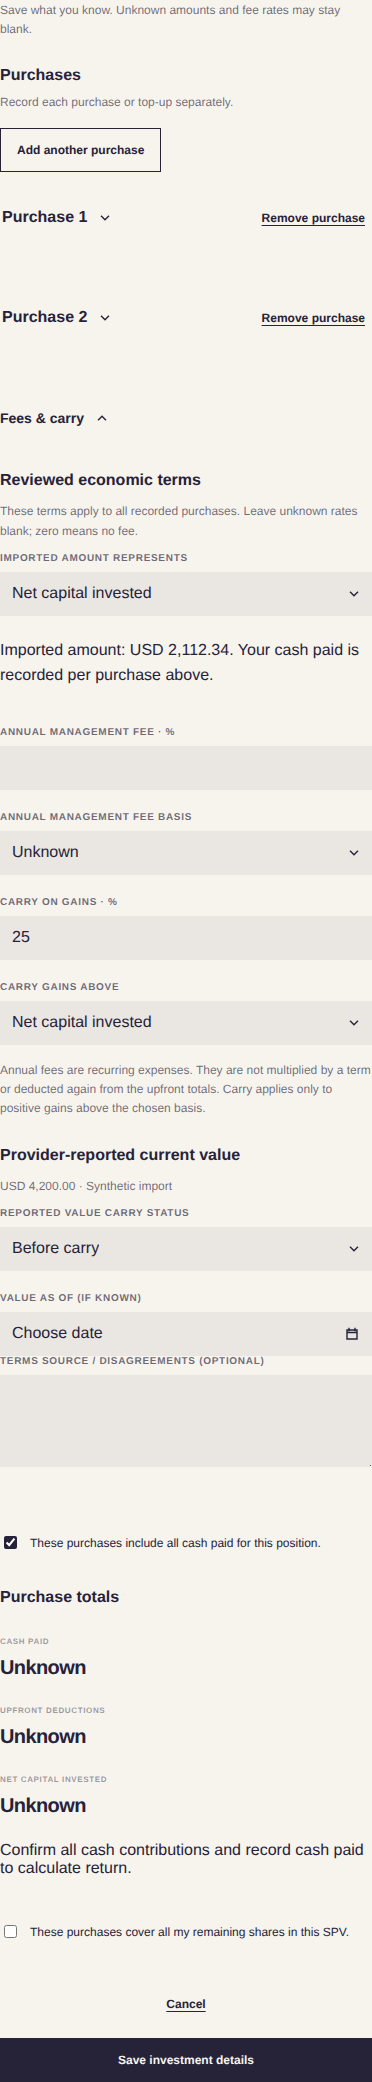 Save what you know. Unknown amounts and fee rates may stay
blank.
Purchases
Record each purchase or top-up separately.
Add another purchase
Purchase 1
Remove purchase
Purchase 2
Remove purchase
Fees & carry
Reviewed economic terms
These terms apply to all recorded purchases. Leave unknown rates
blank; zero means no fee.
IMPORTED AMOUNT REPRESENTS
Net capital invested
Imported amount: USD 2,112.34. Your cash paid is
recorded per purchase above.
ANNUAL MANAGEMENT FEE · %
ANNUAL MANAGEMENT FEE BASIS
Unknown
CARRY ON GAINS · %
25
CARRY GAINS ABOVE
Net capital invested
Annual fees are recurring expenses. They are not multiplied by a term
or deducted again from the upfront totals. Carry applies only to
positive gains above the chosen basis.
Provider-reported current value
USD 4,200.00 · Synthetic import
REPORTED VALUE CARRY STATUS
Before carry
VALUE AS OF (IF KNOWN)
Choose date
TERMS SOURCE / DISAGREEMENTS (OPTIONAL)
These purchases include all cash paid for this position.
Purchase totals
CASH PAID
Unknown
UPFRONT DEDUCTIONS
Unknown
NET CAPITAL INVESTED
Unknown
Confirm all cash contributions and record cash paid
to calculate return.
These purchases cover all my remaining shares in this SPV.
Cancel
Save investment details